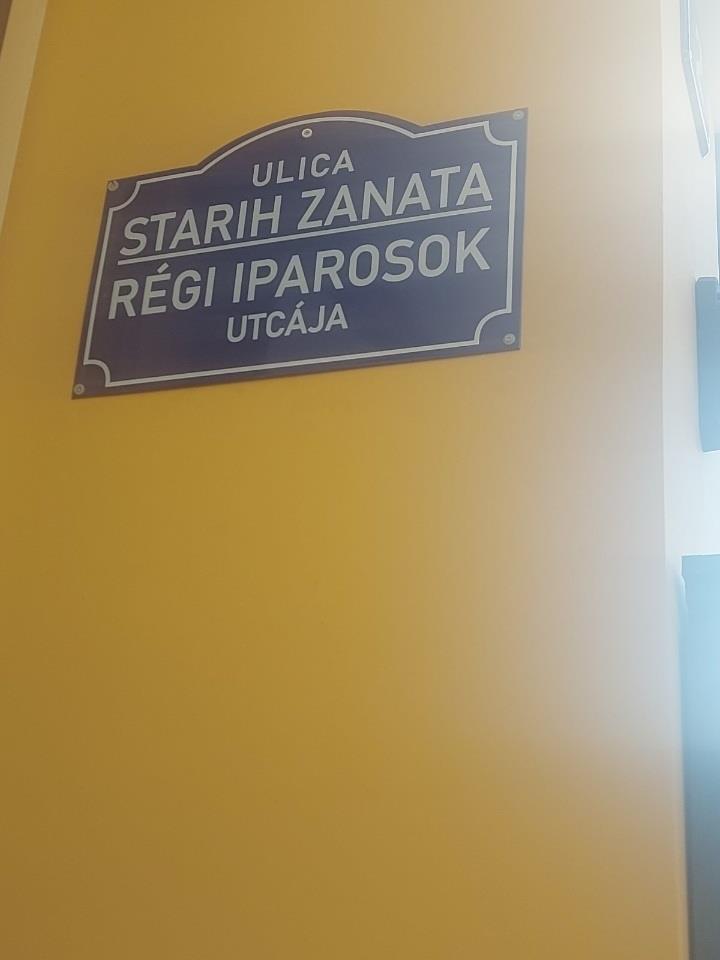 ULICA
STARIH ZANATA
RÉGI IPAROSOK
UTCÁJA